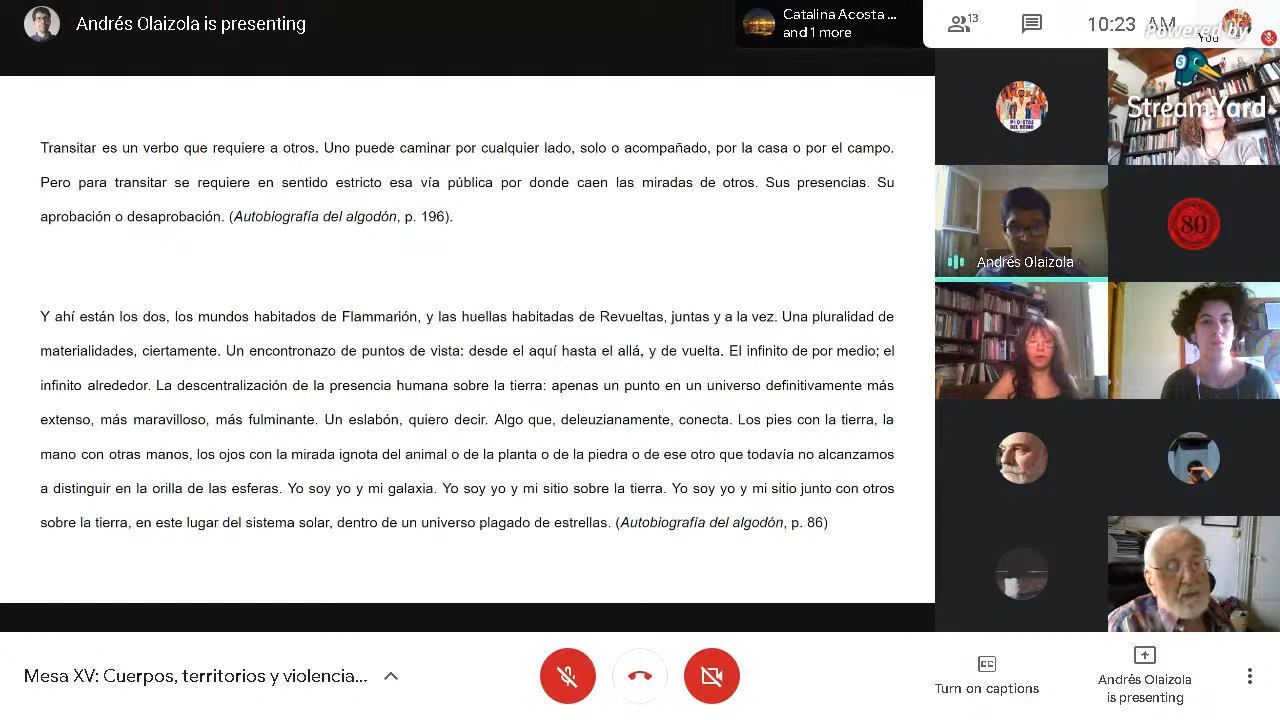 Andrés Olaizola is presenting
Catalina Acosta ...
and 1 more
13
10:23 AM
You
Powered by
StreamYard
Transitar es un verbo que requiere a otros. Uno puede caminar por cualquier lado, solo o acompañado, por la casa o por el campo.
Pero para transitar se requiere en sentido estricto esa vía pública por donde caen las miradas de otros. Sus presencias. Su
aprobación o desaprobación. (Autobiografía del algodón, p. 196).
Y ahí están los dos, los mundos habitados de Flammarión, y las huellas habitadas de Revueltas, juntas y a la vez. Una pluralidad de
materialidades, ciertamente. Un encontronazo de puntos de vista: desde el aquí hasta el allá, y de vuelta. El infinito de por medio; el
infinito alrededor. La descentralización de la presencia humana sobre la tierra: apenas un punto en un universo definitivamente más
extenso, más maravilloso, más fulminante. Un eslabón, quiero decir. Algo que, deleuzianamente, conecta. Los pies con la tierra, la
mano con otras manos, los ojos con la mirada ignota del animal o de la planta o de la piedra o de ese otro que todavía no alcanzamos
a distinguir en la orilla de las esferas. Yo soy yo y mi galaxia. Yo soy yo y mi sitio sobre la tierra. Yo soy yo y mi sitio junto con otros
sobre la tierra, en este lugar del sistema solar, dentro de un universo plagado de estrellas. (Autobiografía del algodón, p. 86)
PROFETAS
DEL REINO
80
Andrés Olaizola
Mesa XV: Cuerpos, territorios y violencia...
CC
Turn on captions
Andrés Olaizola
is presenting